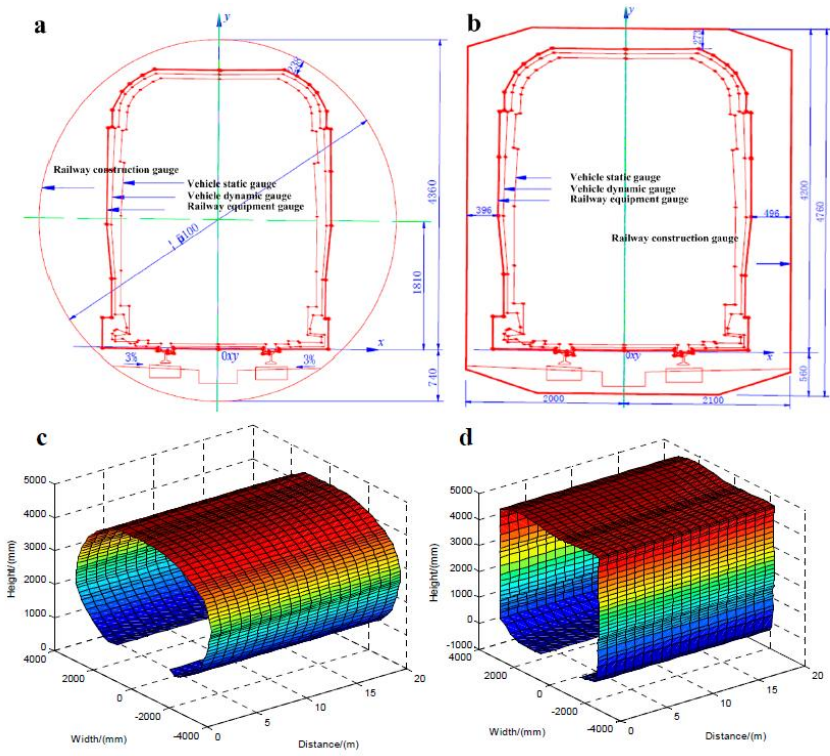 a
y
238
Railway construction gauge
Vehicle static gauge
Vehicle dynamic gauge
Railway equipment gauge
4360
1810
3%
0xy
3%
x
740
b
y
273
Vehicle static gauge
Vehicle dynamic gauge
Railway equipment gauge
396
496
Railway construction gauge
4200
4760
0xy
x
560
2000
2100
c
5000
4000
3000
2000
1000
0
Height/(mm)
4000
2000
0
-2000
-4000
Width/(mm)
0
5
10
15
20
Distance/(m)
d
5000
4000
3000
2000
1000
0
-1000
Height/(mm)
4000
2000
0
-2000
-4000
Width/(mm)
0
5
10
15
20
Distance/(m)